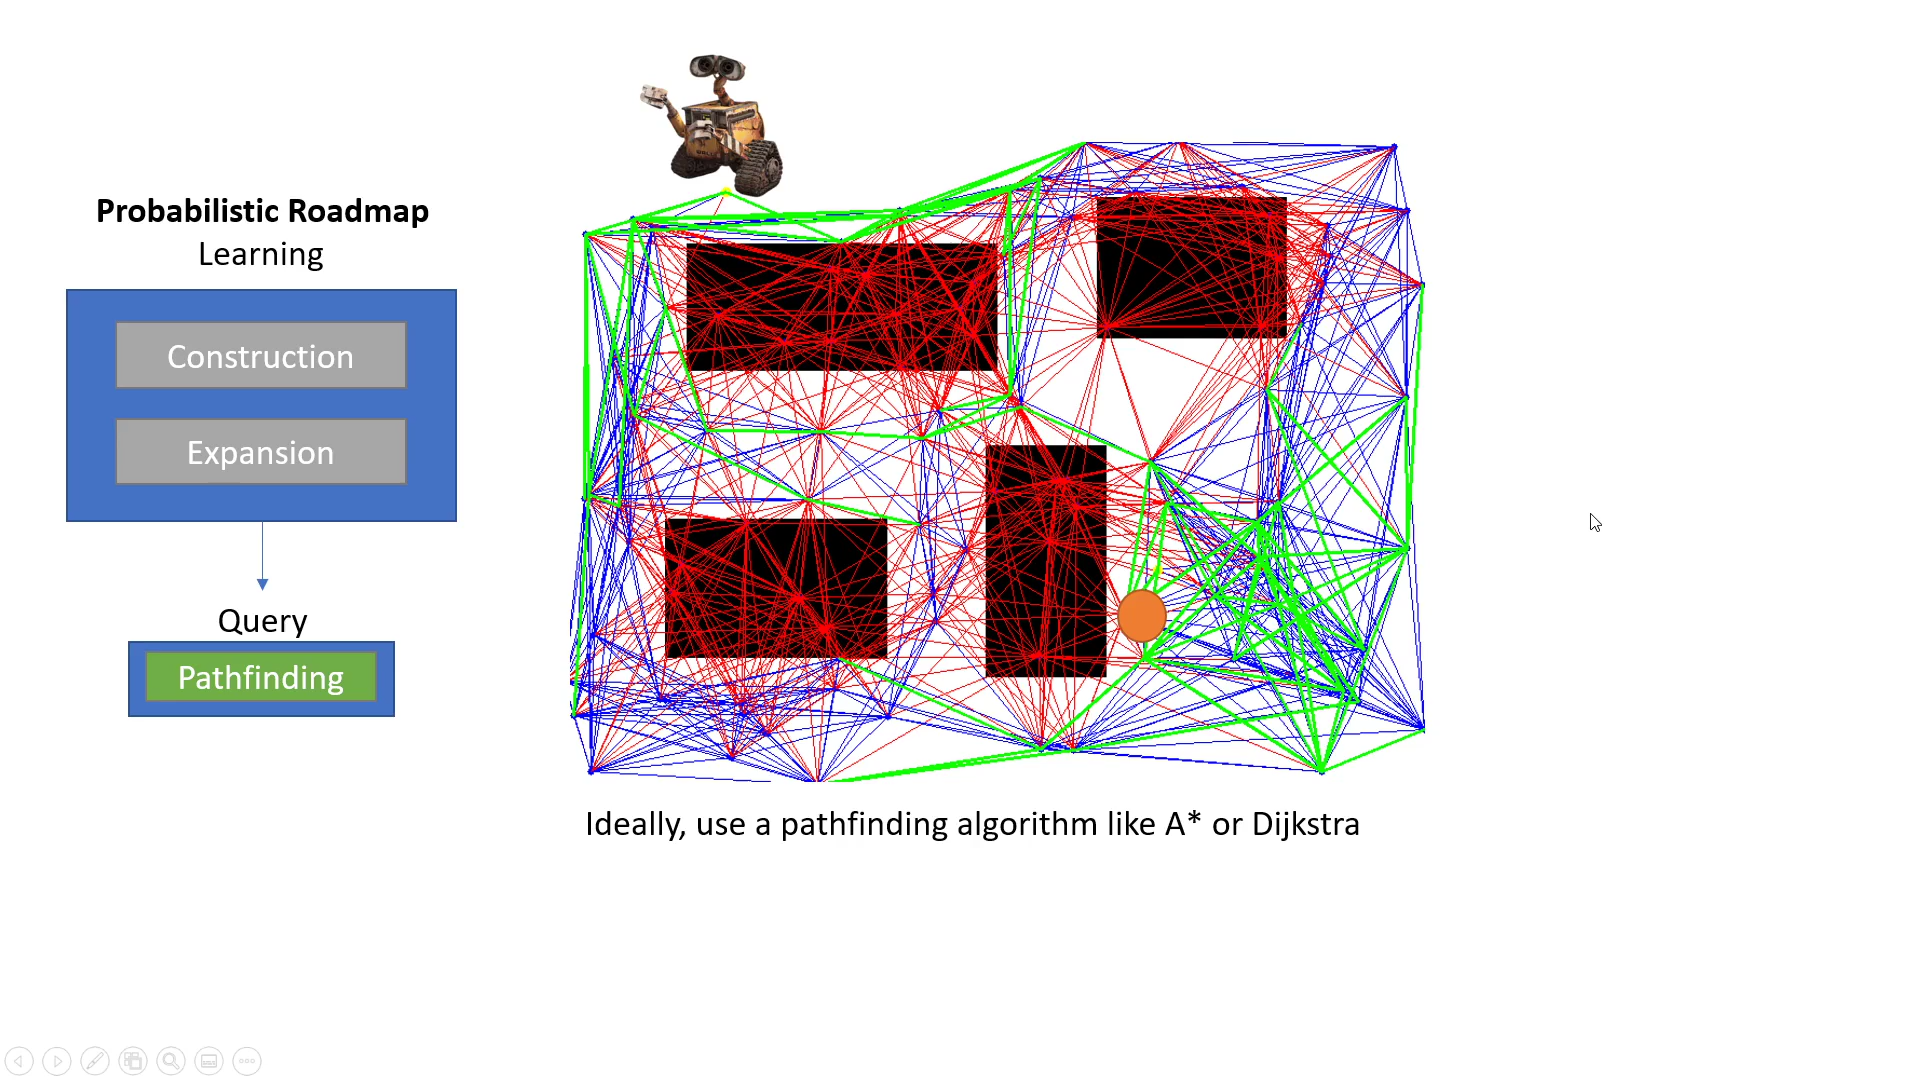 Probabilistic Roadmap
Learning
Construction
Expansion
Query
Pathfinding
Ideally, use a pathfinding algorithm like A* or Dijkstra